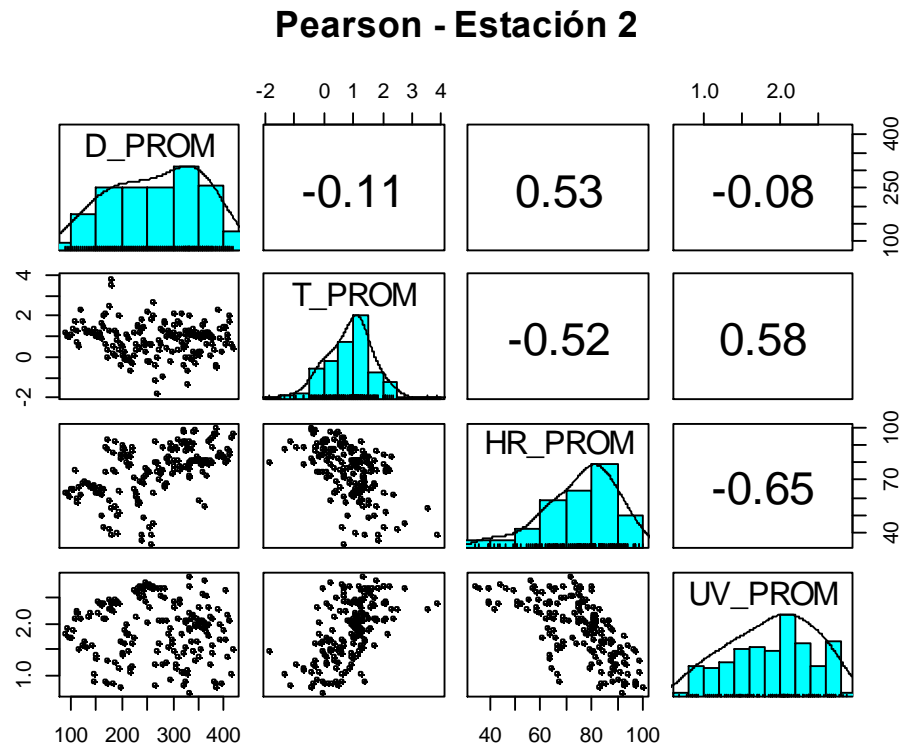 Pearson - Estación 2
-2 0 1 2 3 4 1.0 2.0
D_PROM -0.11 0.53 -0.08 100 250 400
-2 0 2 4 T_PROM -0.52 0.58
HR_PROM -0.65 40 70 100
1.0 2.0 UV_PROM
100 200 300 400 40 60 80 100